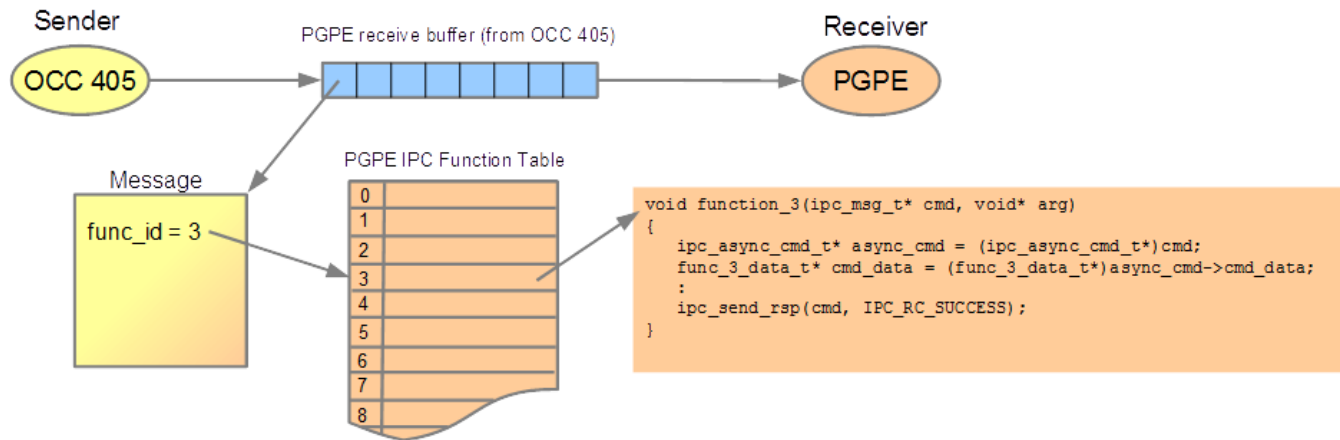 Sender
PGPE receive buffer (from OCC 405)
Receiver
OCC 405
PGPE
PGPE IPC Function Table
Message
func_id = 3
0
1
2
3
4
5
6
7
8
void function_3(ipc_msg_t* cmd, void* arg)
{
ipc_async_cmd_t* async_cmd = (ipc_async_cmd_t*)cmd;
func_3_data_t* cmd_data = (func_3_data_t*)async_cmd->cmd_data;
:
ipc_send_rsp(cmd, IPC_RC_SUCCESS);
}